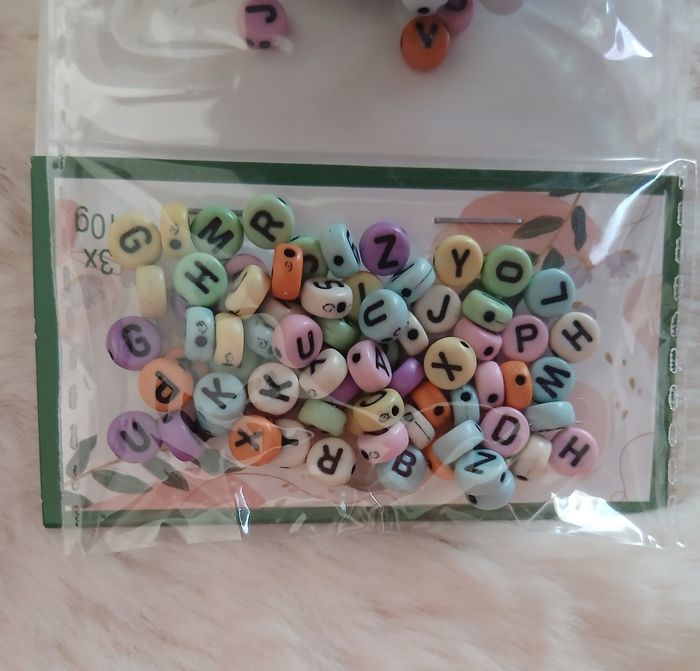 J V
G M R Z Y O L
H S S U J P H
G U A X W
P K K
U X R B Z D H
10g
3x